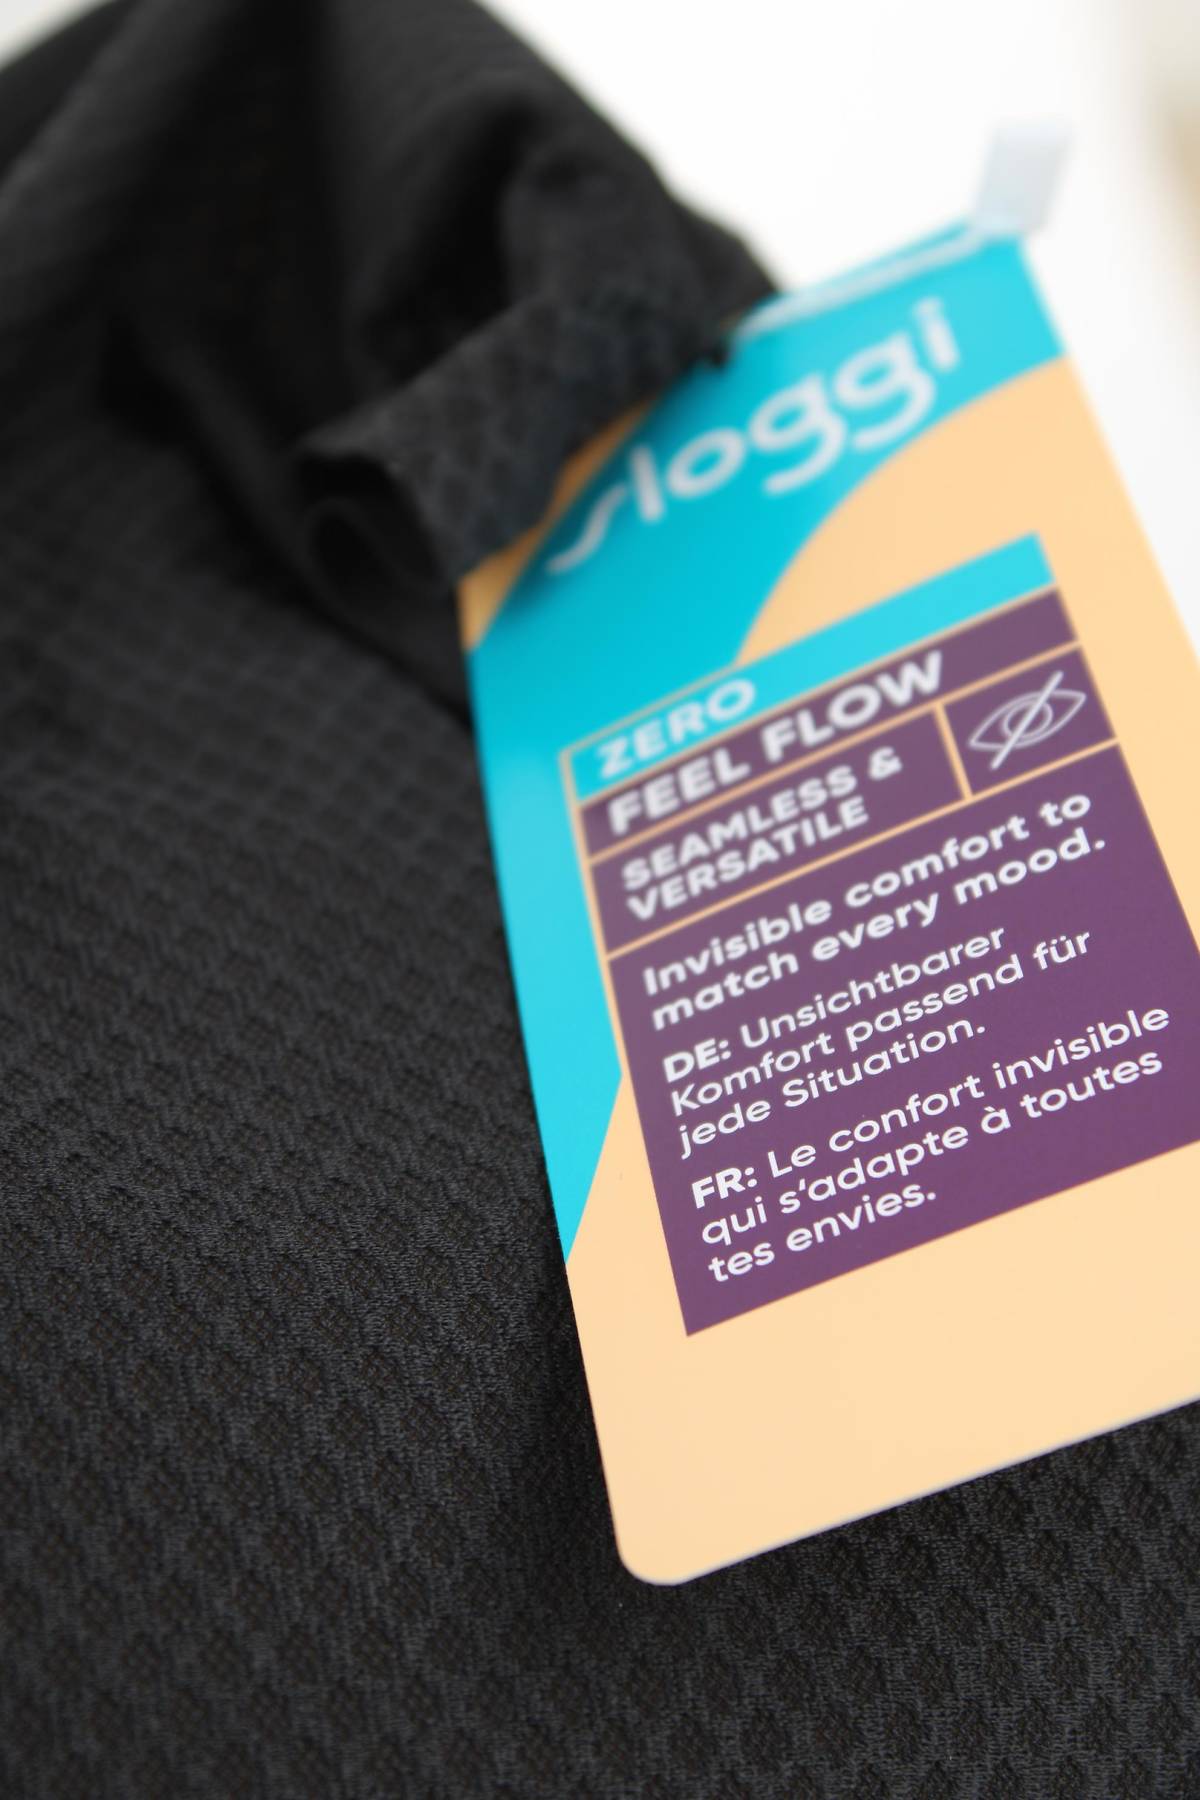 sloggi
ZERO
FEEL FLOW
SEAMLESS &
VERSATILE
Invisible comfort to
match every mood.
DE: Unsichtbarer
Komfort passend für
jede Situation.
FR: Le confort invisible
qui s'adapte à toutes
tes envies.